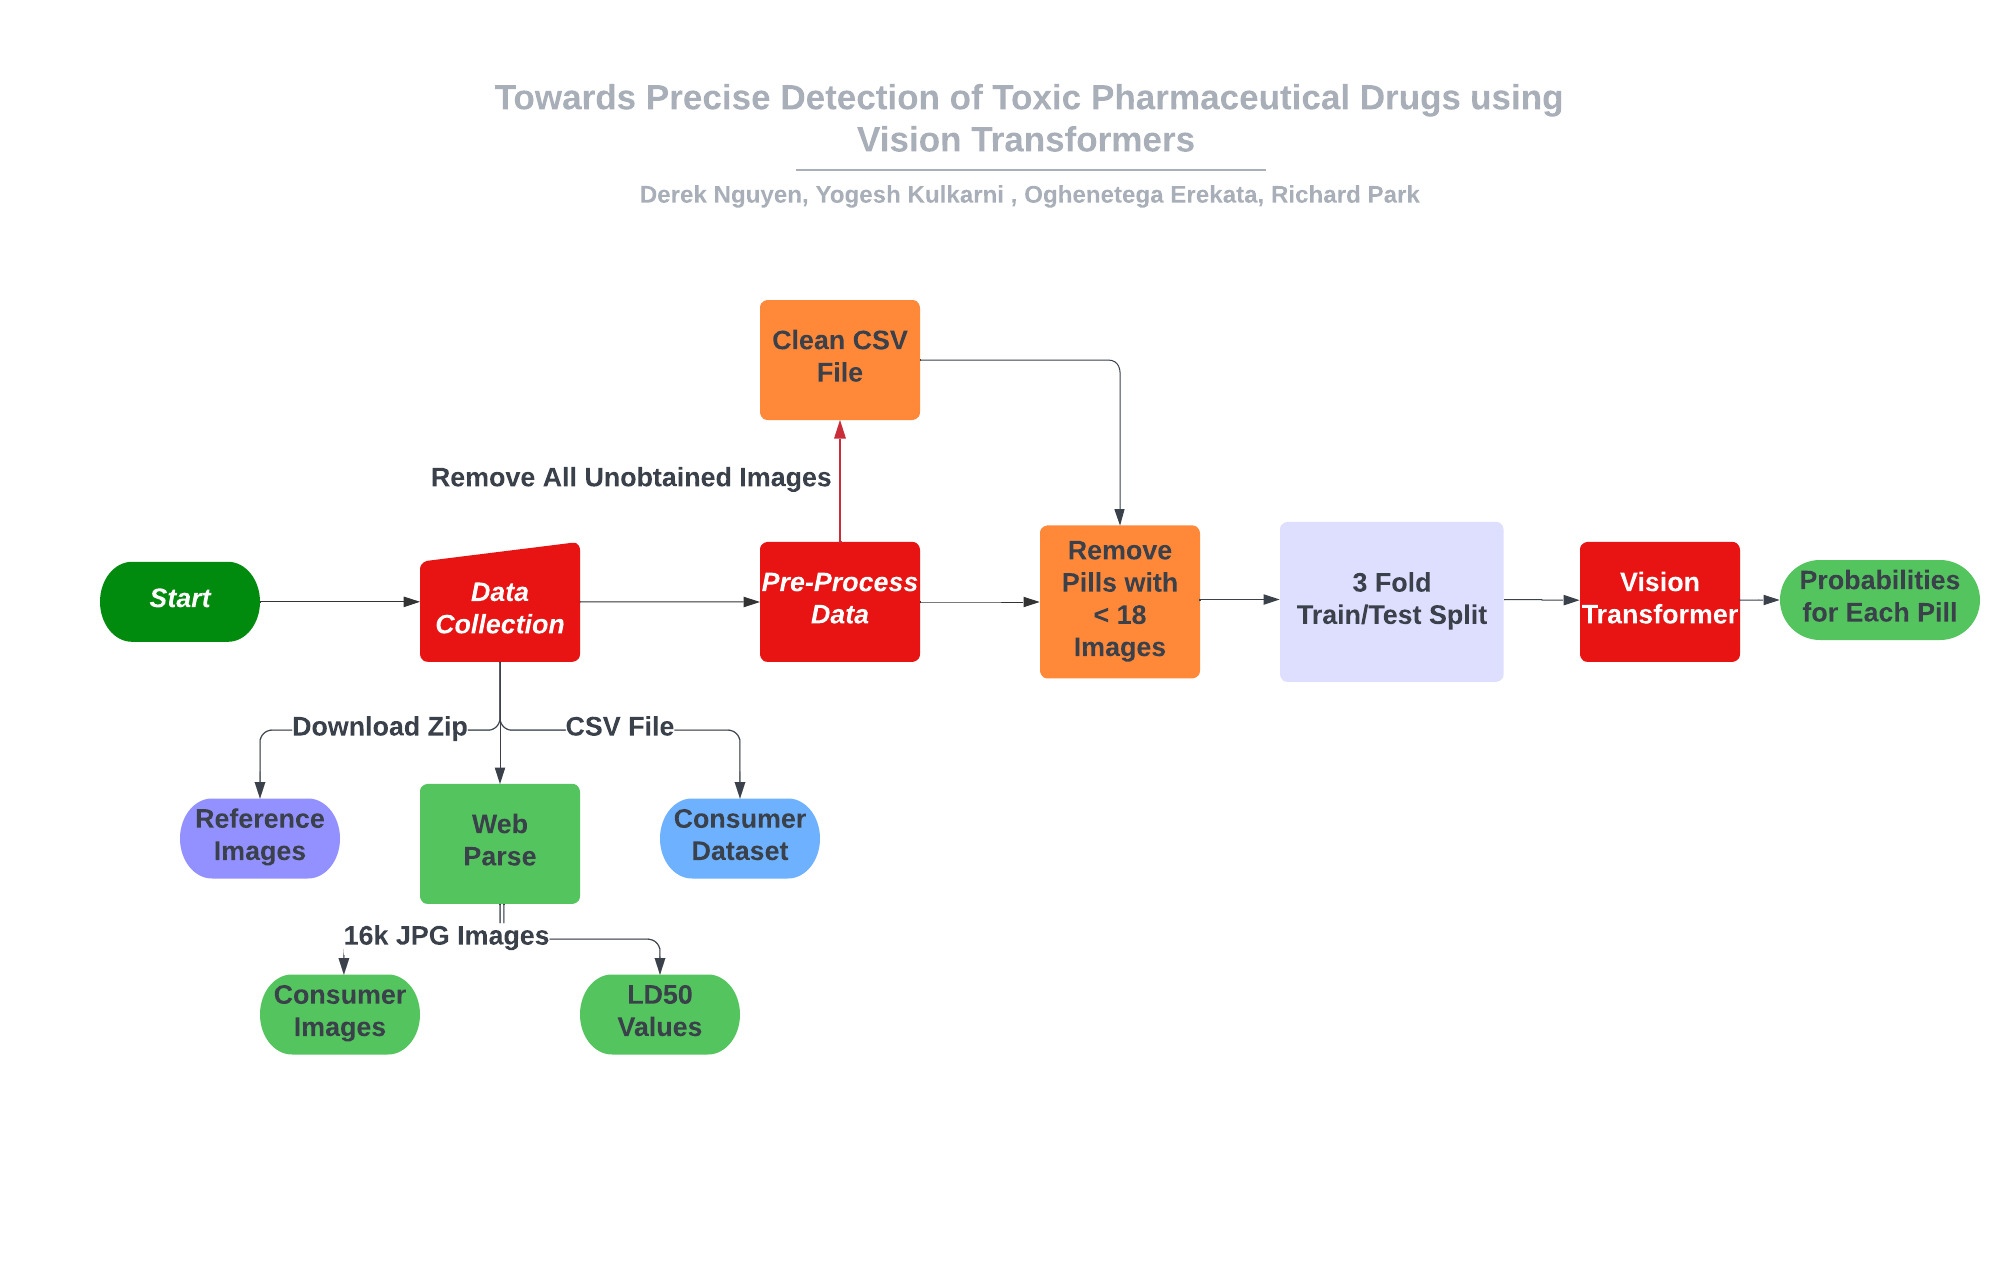 Towards Precise Detection of Toxic Pharmaceutical Drugs using
Vision Transformers
Derek Nguyen, Yogesh Kulkarni , Oghenetega Erekata, Richard Park
Clean CSV
File
Remove All Unobtained Images
Start
Data
Collection
Pre-Process
Data
Remove
Pills with
< 18
Images
3 Fold
Train/Test Split
Vision
Transformer
Probabilities
for Each Pill
Download Zip
CSV File
Reference
Images
Web
Parse
Consumer
Dataset
16k JPG Images
Consumer
Images
LD50
Values